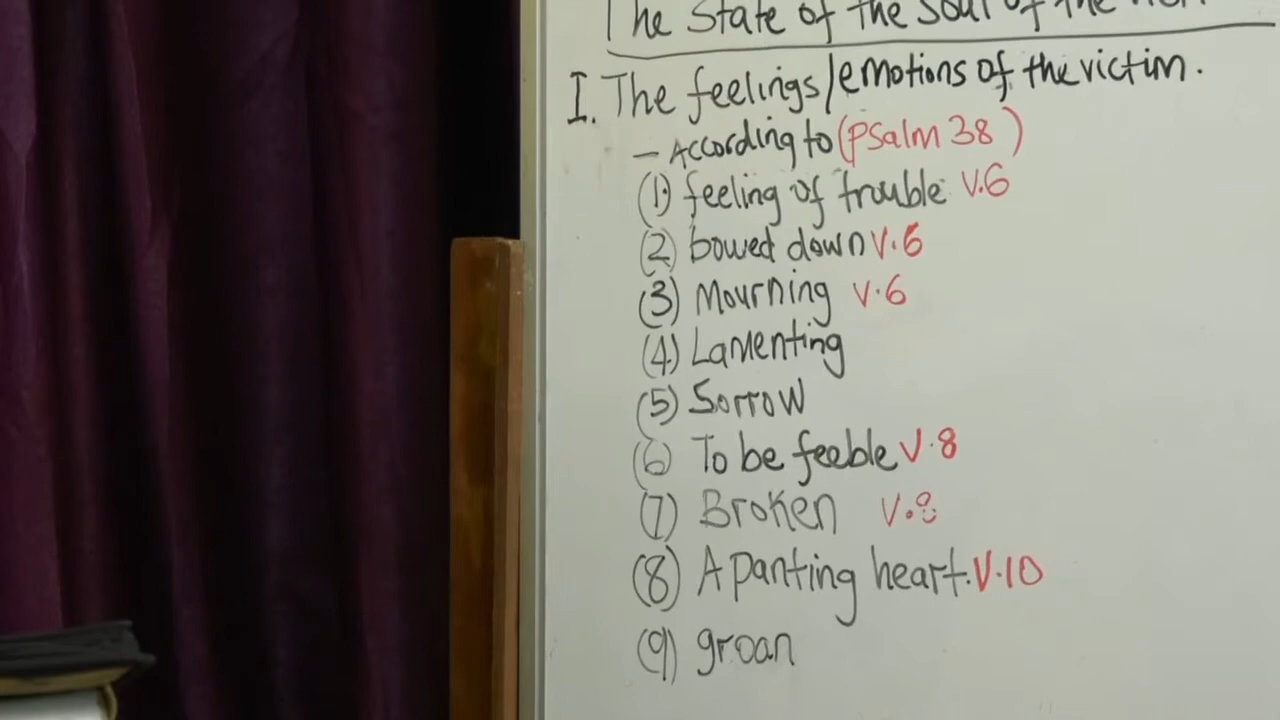 The State of the Soul of the
I. The feelings/emotions of the victim.
- According to (Psalm 38)
(1) feeling of trouble v.6
(2) bowed down v.6
(3) Mourning v.6
(4) Lamenting
(5) Sorrow
(6) To be feeble v.8
(7) Broken v.8
(8) A panting heart. v.10
(9) groan